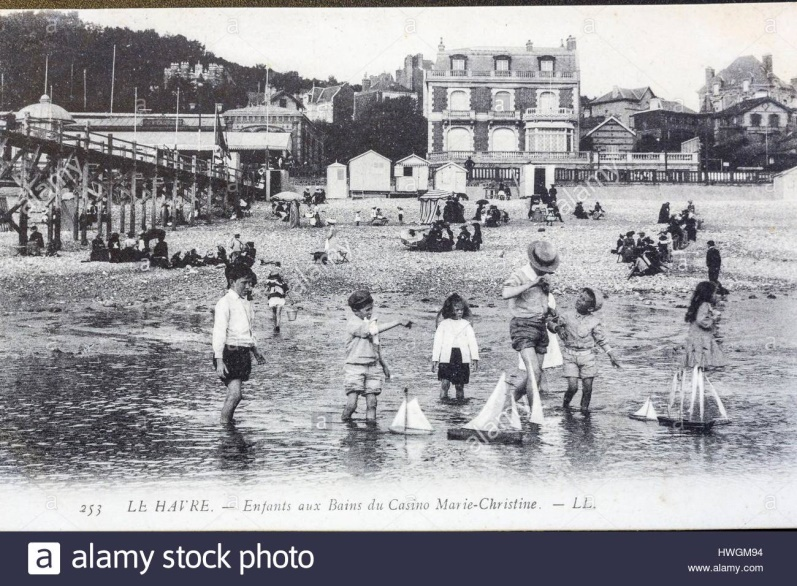 253 LE HAVRE. — Enfants aux Bains du Casino Marie-Christine. — LL.
a alamy stock photo
HWGM94
www.alamy.com